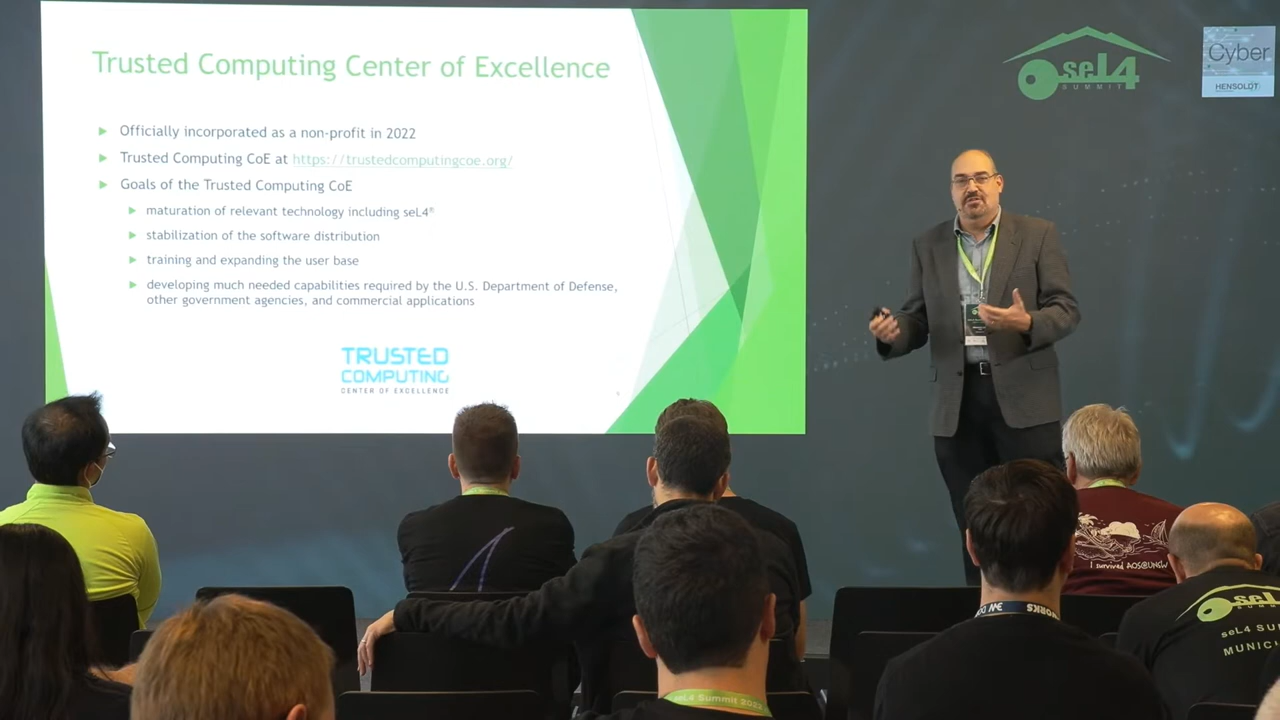 Trusted Computing Center of Excellence
Officially incorporated as a non-profit in 2022
Trusted Computing CoE at https://trustedcomputingcoe.org/
Goals of the Trusted Computing CoE
maturation of relevant technology including seL4®
stabilization of the software distribution
training and expanding the user base
developing much needed capabilities required by the U.S. Department of Defense,
other government agencies, and commercial applications
TRUSTED
COMPUTING
CENTER OF EXCELLENCE
seL4
SUMMIT
Cyber
HENSOLDT
I survived AOS@UNSW
WORKS
seL4
seL4 SU
MUNIC
seL4 Summit 2022